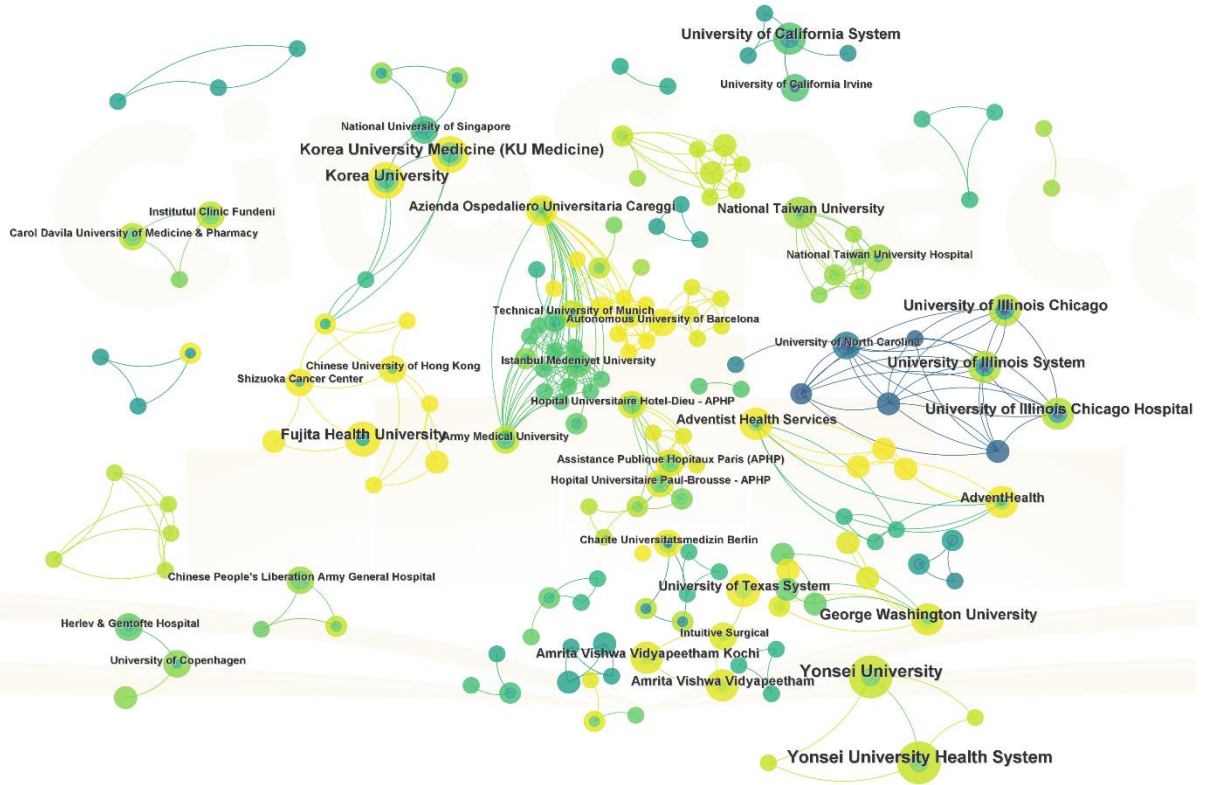 University of California System
University of California Irvine
National University of Singapore
Korea University Medicine (KU Medicine)
Korea University
Azienda Ospedaliero Universitaria Careggi
National Taiwan University
Institutul Clinic Fundeni
Carol Davila University of Medicine & Pharmacy
National Taiwan University Hospital
Technical University of Munich
Autonomous University of Barcelona
University of Illinois Chicago
University of North Carolina
Istanbul Medeniyet University
University of Illinois System
Chinese University of Hong Kong
Shizuoka Cancer Center
Hopital Universitaire Hotel-Dieu - APHP
University of Illinois Chicago Hospital
Adventist Health Services
Fujita Health University
Army Medical University
Assistance Publique Hopitaux Paris (APHP)
Hopital Universitaire Paul-Brousse - APHP
AdventHealth
Charite Universitatsmedizin Berlin
Chinese People's Liberation Army General Hospital
University of Texas System
George Washington University
Herlev & Gentofte Hospital
Intuitive Surgical
Amrita Vishwa Vidyapeetham Kochi
University of Copenhagen
Yonsei University
Amrita Vishwa Vidyapeetham
Yonsei University Health System
CiteSpace